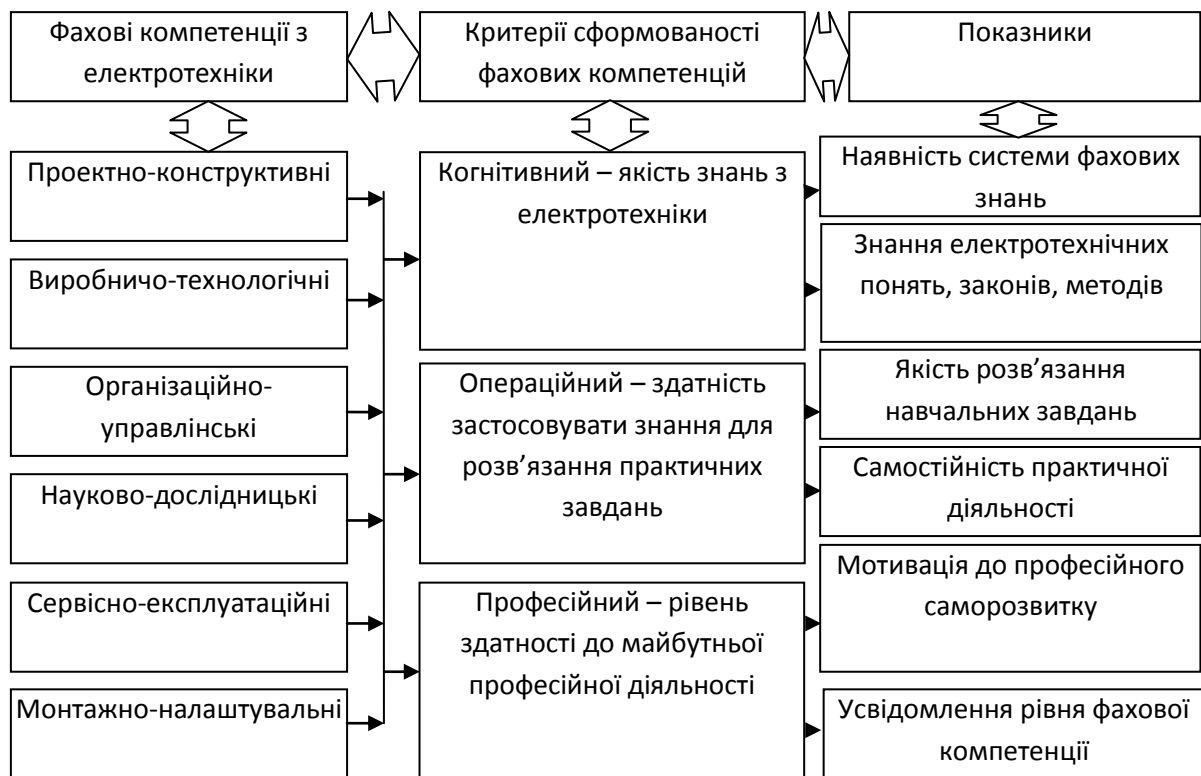 Фахові компетенції з
електротехніки
Критерії сформованості
фахових компетенцій
Показники
Проектно-конструктивні
Виробничо-технологічні
Організаційно-
управлінські
Науково-дослідницькі
Сервісно-експлуатаційні
Монтажно-налаштувальні
Когнітивний – якість знань з
електротехніки
Операційний – здатність
застосовувати знання для
розв’язання практичних
завдань
Професійний – рівень
здатності до майбутньої
професійної діяльності
Наявність системи фахових
знань
Знання електротехнічних
понять, законів, методів
Якість розв’язання
навчальних завдань
Самостійність практичної
діяльності
Мотивація до професійного
саморозвитку
Усвідомлення рівня фахової
компетенції